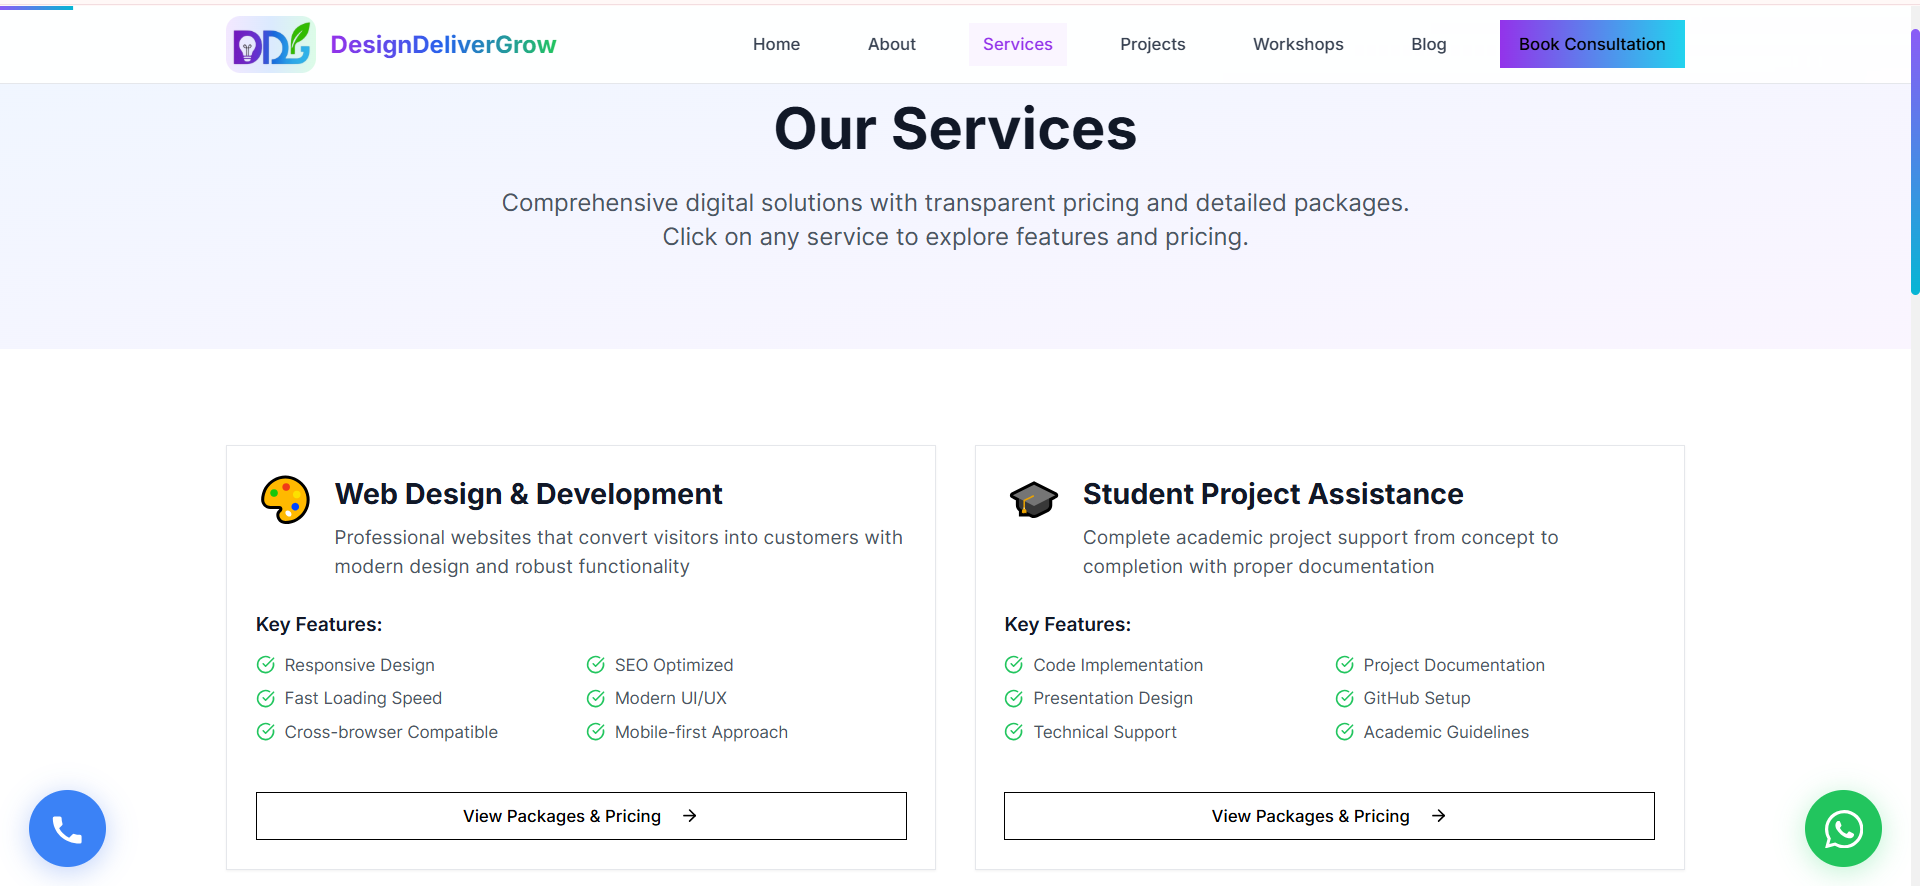 DDG DesignDeliverGrow Home About Services Projects Workshops Blog Book Consultation
Our Services
Comprehensive digital solutions with transparent pricing and detailed packages.
Click on any service to explore features and pricing.
Web Design & Development
Professional websites that convert visitors into customers with
modern design and robust functionality
Key Features:
Responsive Design SEO Optimized
Fast Loading Speed Modern UI/UX
Cross-browser Compatible Mobile-first Approach
View Packages & Pricing →
Student Project Assistance
Complete academic project support from concept to
completion with proper documentation
Key Features:
Code Implementation Project Documentation
Presentation Design GitHub Setup
Technical Support Academic Guidelines
View Packages & Pricing →